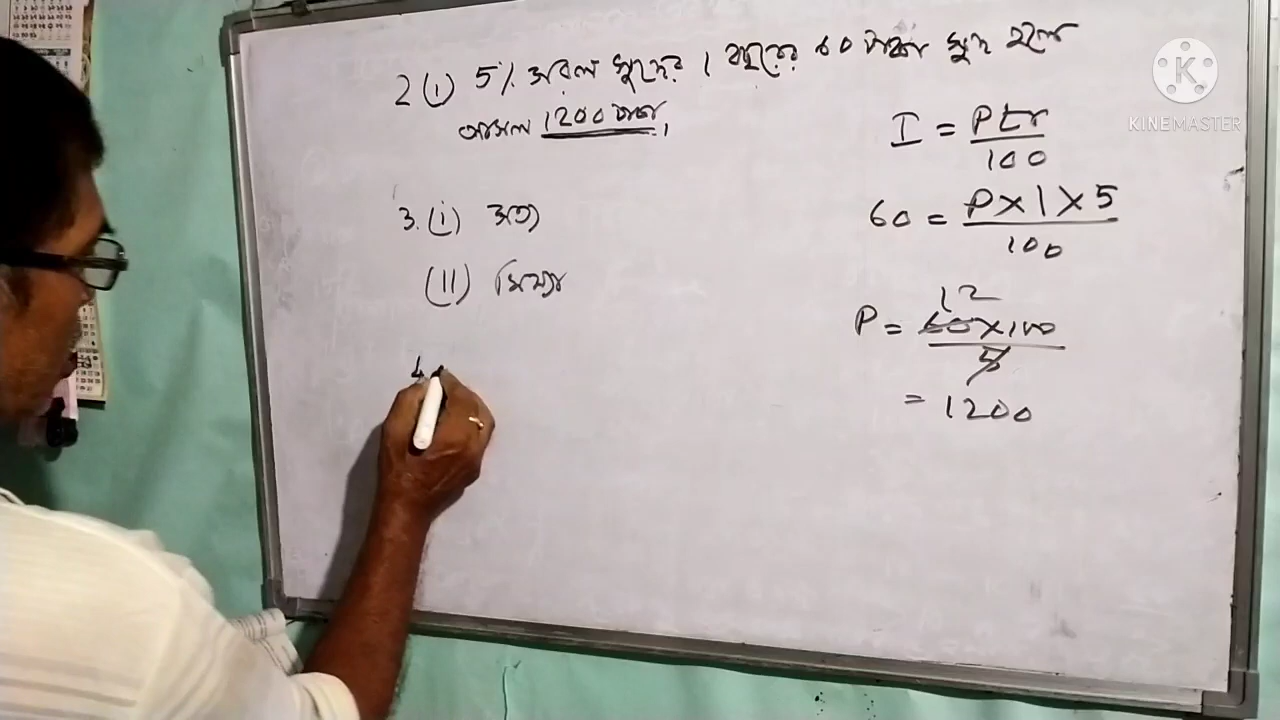 2 (i) 5% সরল সুদের 1 বছরের 60 টাকা সুদ হলে
আসল 1200 টাকা।
3. (i) সত্য
(II) মিথ্যা
4
I = Ptr / 100
60 = P×1×5 / 100
12
P = 60×100 / 5
= 1200
K
KINEMASTER